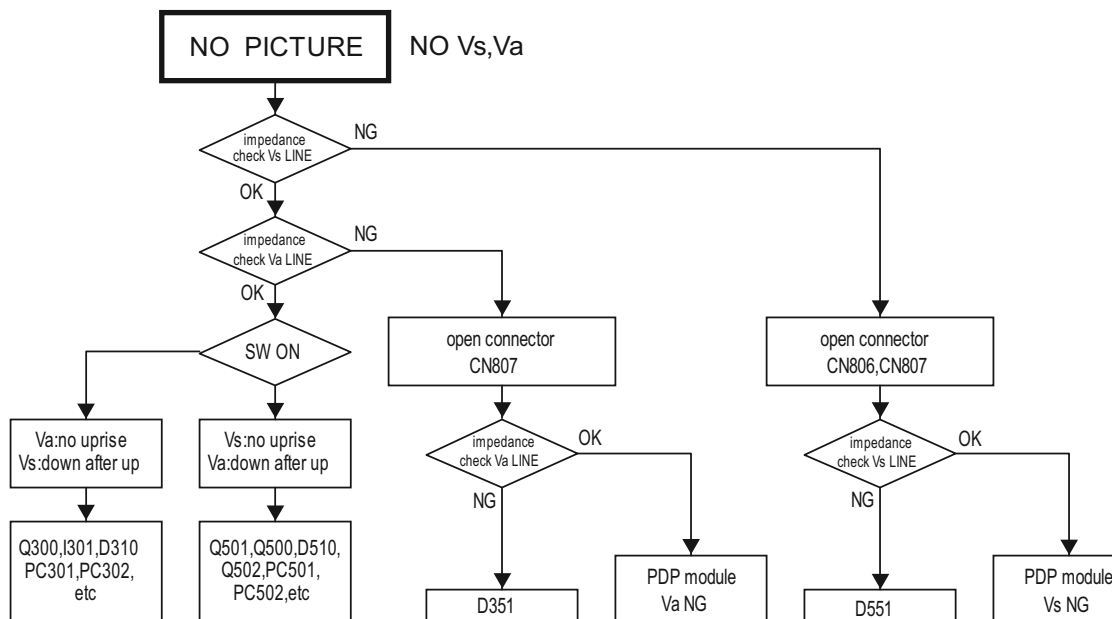 NO PICTURE
NO Vs,Va
impedance
check Vs LINE
NG
OK
impedance
check Va LINE
NG
OK
SW ON
open connector
CN807
open connector
CN806,CN807
Va:no uprise
Vs:down after up
Vs:no uprise
Va:down after up
impedance
check Va LINE
OK
NG
impedance
check Vs LINE
OK
NG
Q300,I301,D310
PC301,PC302,
etc
Q501,Q500,D510,
Q502,PC501,
PC502,etc
D351
PDP module
Va NG
D551
PDP module
Vs NG